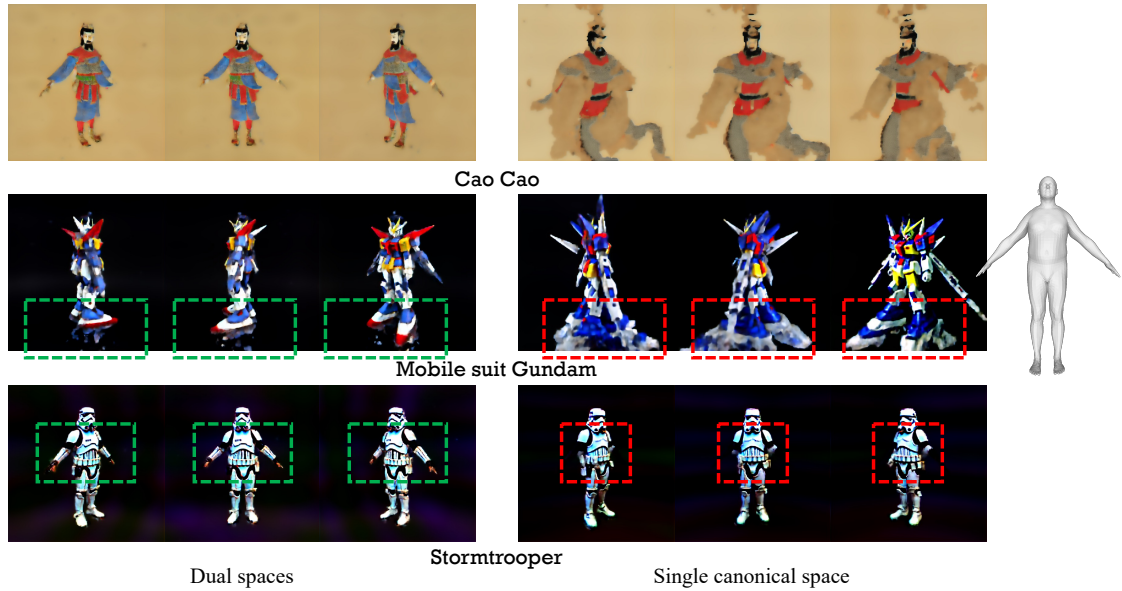 Cao Cao
Mobile suit Gundam
Stormtrooper
Dual spaces
Single canonical space